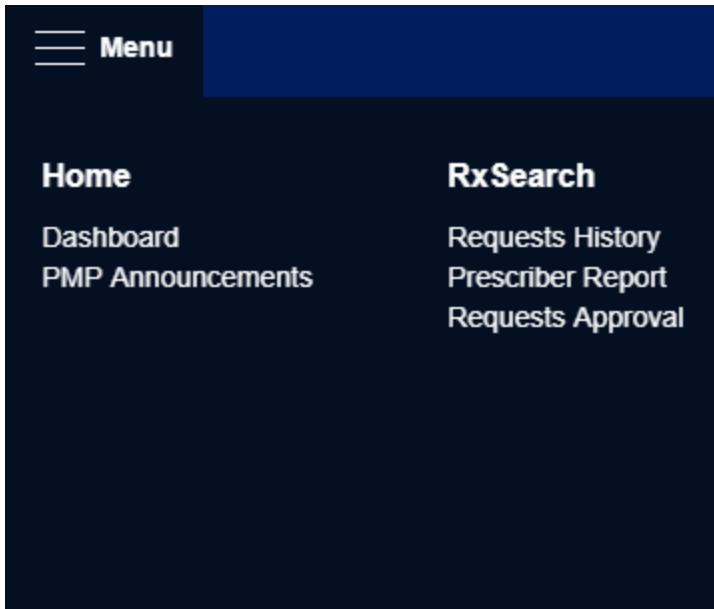 Menu
Home
Dashboard
PMP Announcements
RxSearch
Requests History
Prescriber Report
Requests Approval